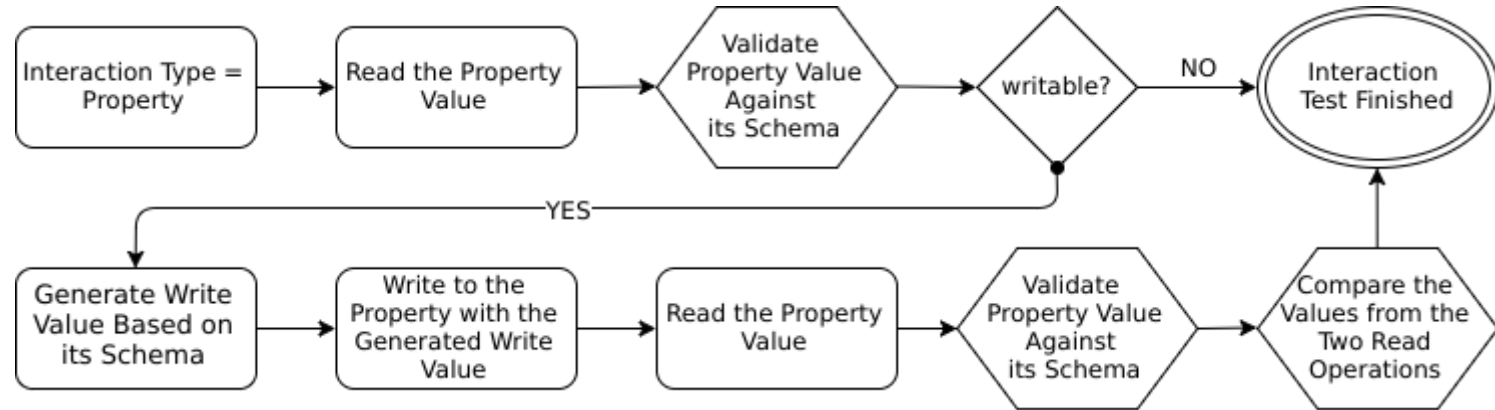 Interaction Type =
Property
Read the Property
Value
Validate
Property Value
Against
its Schema
writable?
NO
Interaction
Test Finished
YES
Generate Write
Value Based on
its Schema
Write to the
Property with the
Generated Write
Value
Read the Property
Value
Validate
Property Value
Against
its Schema
Compare the
Values from the
Two Read
Operations